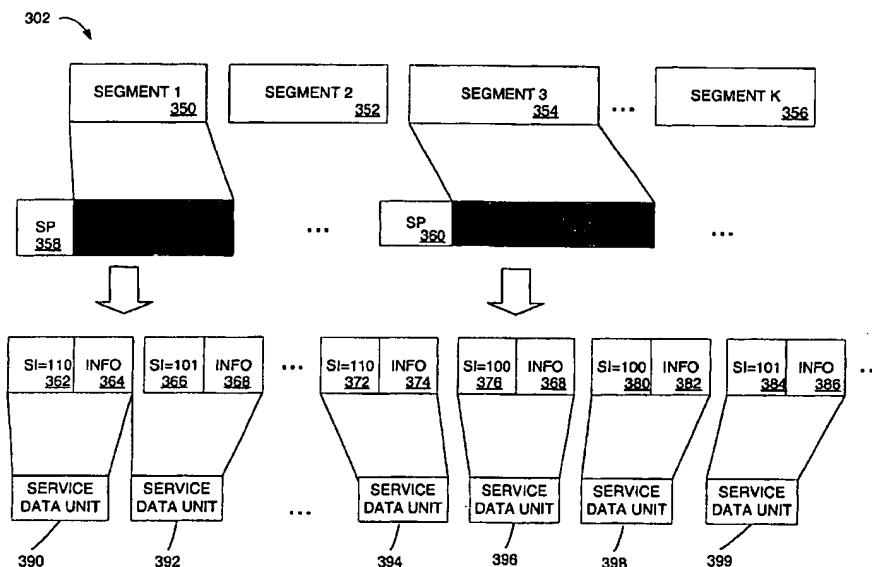 302
SEGMENT 1
350
SEGMENT 2
352
SEGMENT 3
354
...
SEGMENT K
356
SP
358
...
SP
360
...
SI=110
362
INFO
364
SI=101
366
INFO
368
...
SI=110
372
INFO
374
SI=100
376
INFO
368
SI=100
380
INFO
382
SI=101
384
INFO
386
..
SERVICE
DATA UNIT
SERVICE
DATA UNIT
...
SERVICE
DATA UNIT
SERVICE
DATA UNIT
SERVICE
DATA UNIT
SERVICE
DATA UNIT
390
392
394
396
398
399